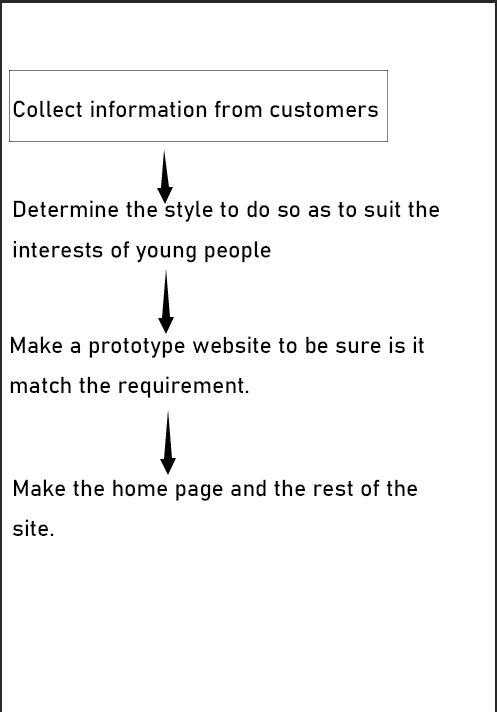 Collect information from customers
Determine the style to do so as to suit the
interests of young people
Make a prototype website to be sure is it
match the requirement.
Make the home page and the rest of the
site.